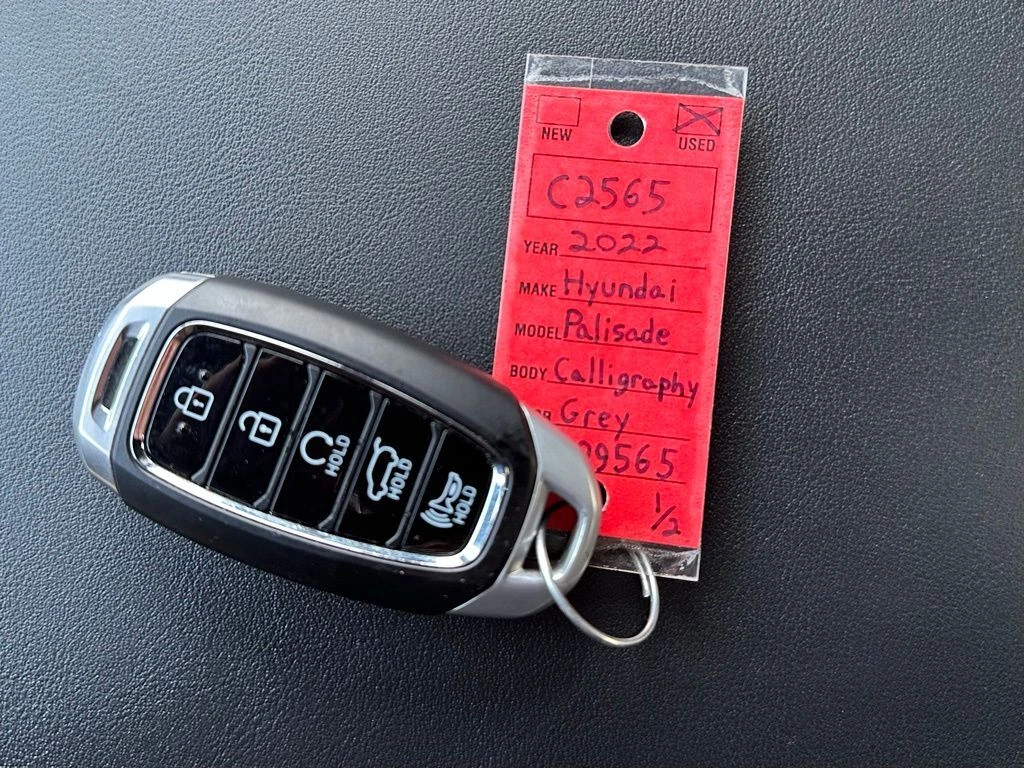 NEW USED
C2565
YEAR 2022
MAKE Hyundai
MODEL Palisade
BODY Calligraphy
Grey
9565
1/2
HOLD
HOLD
HOLD